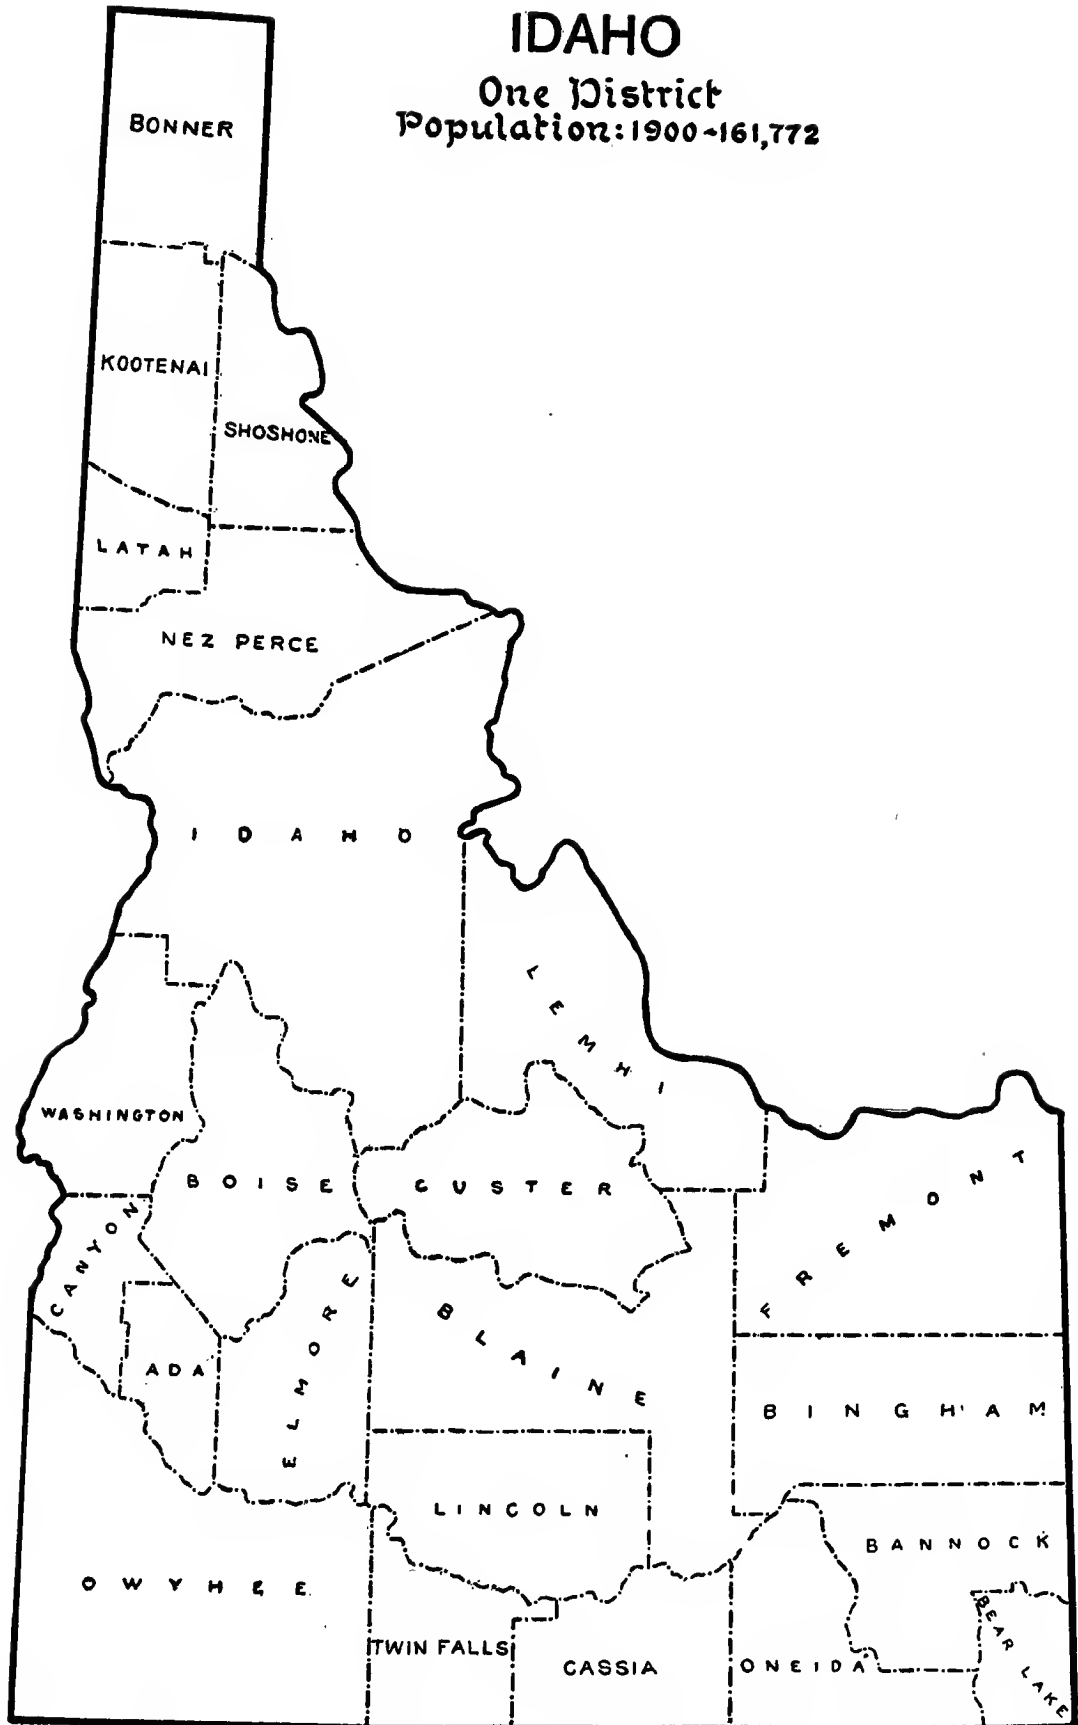 IDAHO
One District
Population: 1900-161,772
BONNER
KOOTENAI
SHOSHONE
LATAH
NEZ PERCE
IDAHO
LEMHI
WASHINGTON
BOISE
CUSTER
FREMONT
CANYON
ELMORE
BLAINE
ADA
BINGHAM
LINCOLN
BANNOCK
OWYHEE
BEAR LAKE
TWIN FALLS
CASSIA
ONEIDA